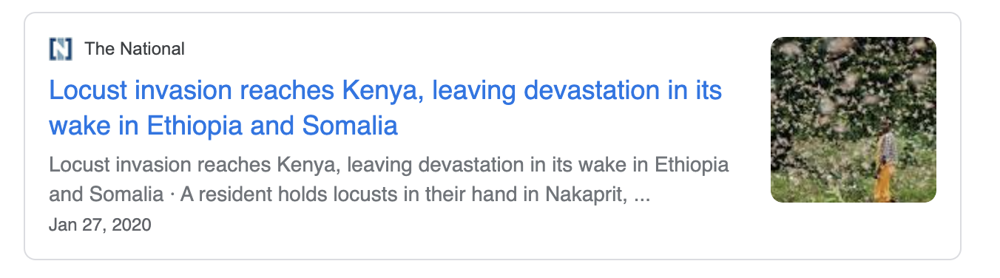 [N] The National
Locust invasion reaches Kenya, leaving devastation in its
wake in Ethiopia and Somalia
Locust invasion reaches Kenya, leaving devastation in its wake in Ethiopia
and Somalia · A resident holds locusts in their hand in Nakaprit, ...
Jan 27, 2020